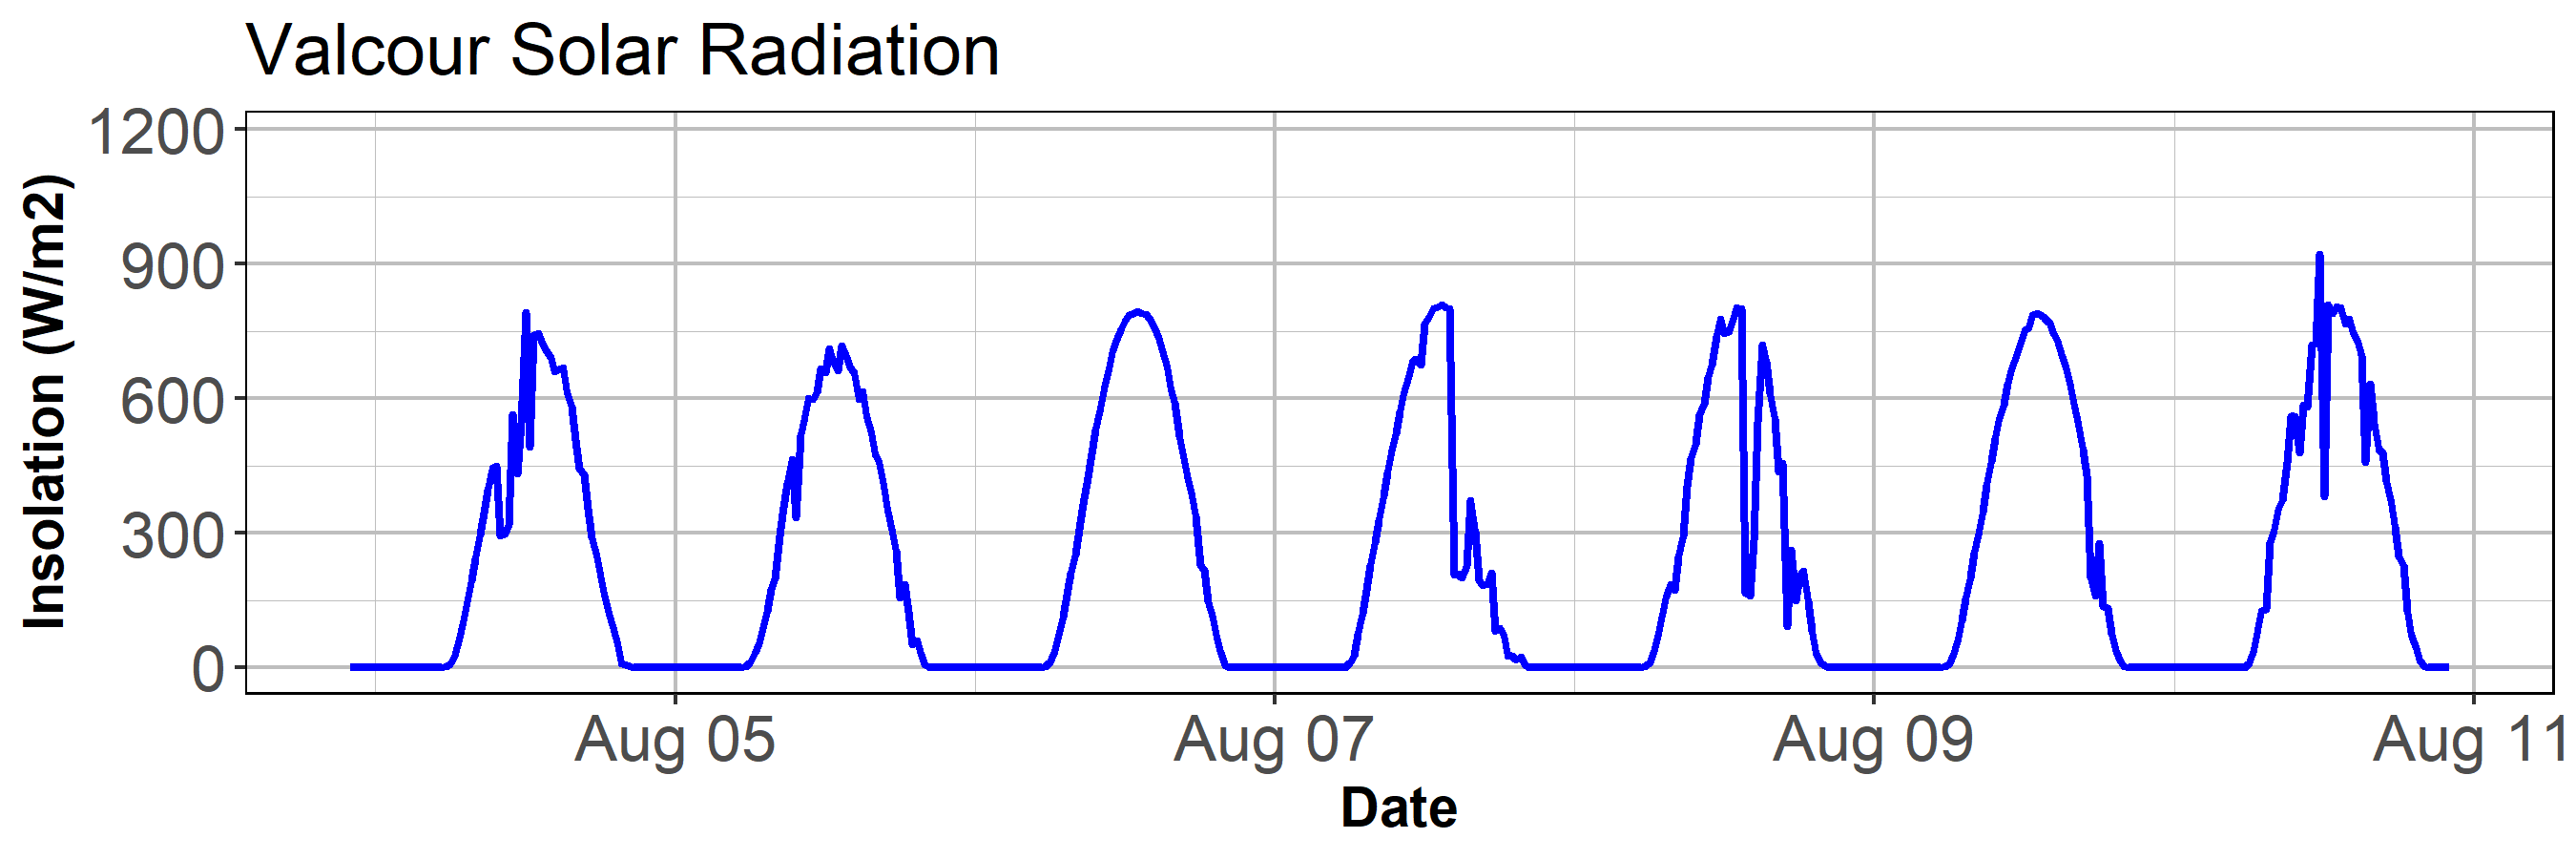 Valcour Solar Radiation
1200
900
600
300
0
Insolation (W/m2)
Aug 05 Aug 07 Aug 09 Aug 11
Date